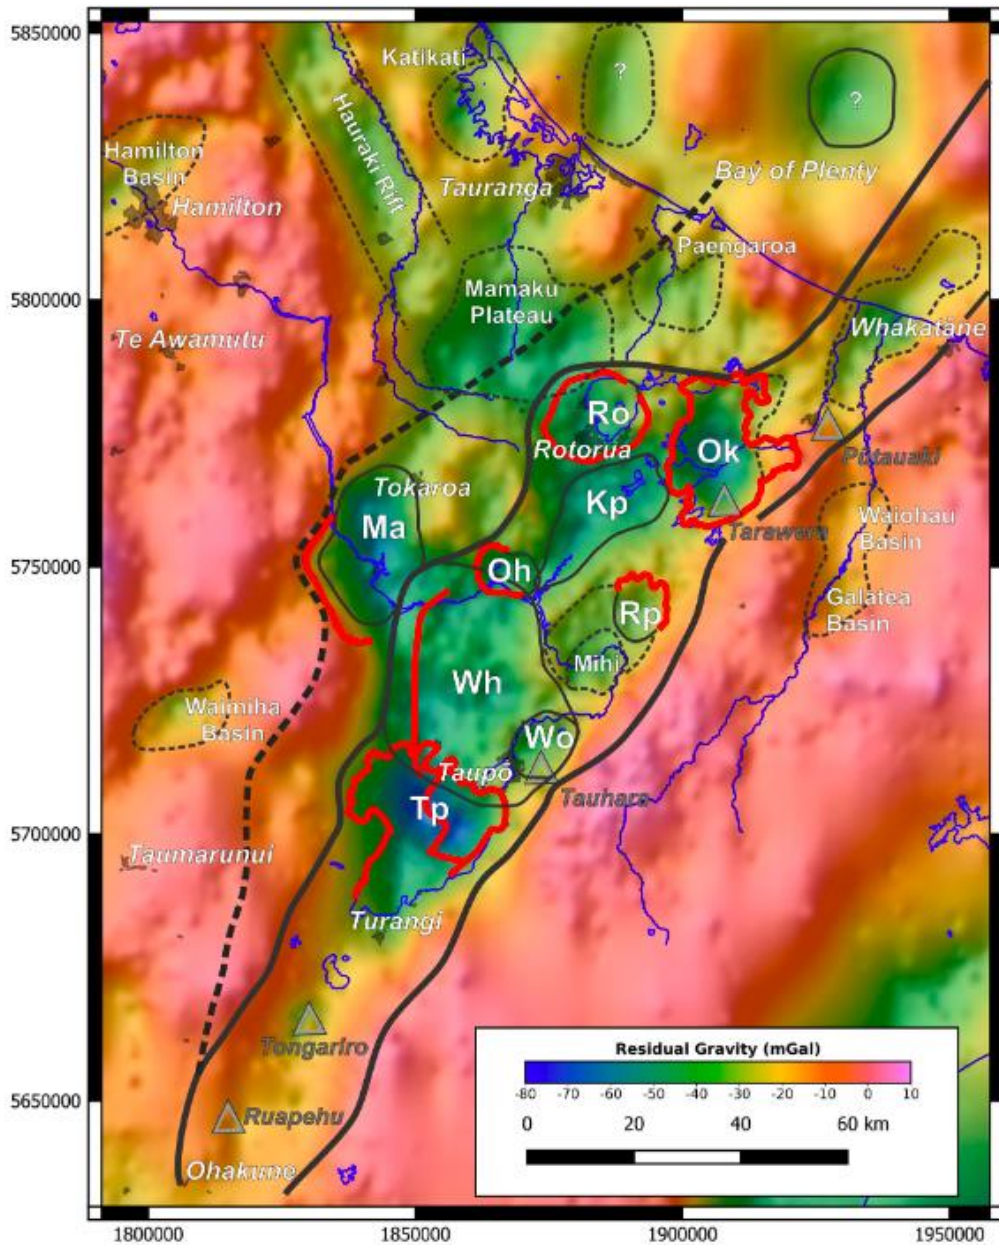 5850000
Katikati
?
?
Hauraki Rift
Hamilton
Basin
Hamilton
Tauranga
Bay of Plenty
Paengaroa
5800000
Mamaku
Plateau
Te Awamutu
Whakatāne
Ro
Rotorua
Ok
Pūtauaki
Tokaroa
Kp
Ma
Tarawera
Waiohau
Basin
5750000
Oh
Rp
Galatea
Basin
Mihi
Wh
Waimiha
Basin
Wo
Taupō
Tauhara
Tp
5700000
Taumarunui
Turangi
Tongariro
5650000
Ruapehu
Ohakune
Residual Gravity (mGal)
-80 -70 -60 -50 -40 -30 -20 -10 0 10
0 20 40 60 km
1800000 1850000 1900000 1950000